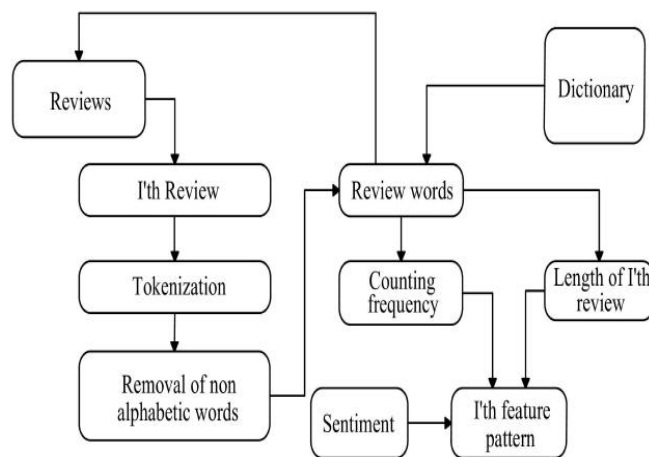 Reviews
Dictionary
I'th Review
Review words
Tokenization
Counting
frequency
Length of I'th
review
Removal of non
alphabetic words
Sentiment
I'th feature
pattern